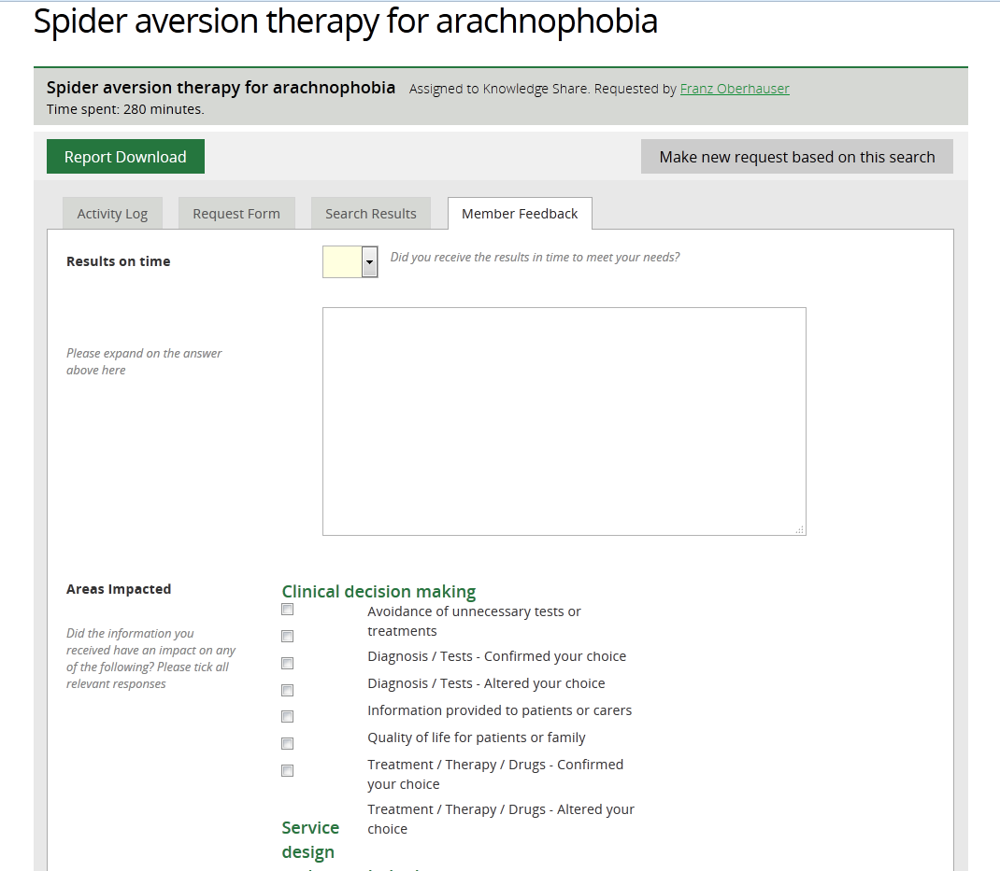 Spider aversion therapy for arachnophobia
Spider aversion therapy for arachnophobia Assigned to Knowledge Share. Requested by Franz Oberhauser
Time spent: 280 minutes.
Report Download
Make new request based on this search
Activity Log
Request Form
Search Results
Member Feedback
Results on time
Did you receive the results in time to meet your needs?
Please expand on the answer
above here
Areas Impacted
Did the information you
received have an impact on any
of the following? Please tick all
relevant responses
Clinical decision making
Avoidance of unnecessary tests or
treatments
Diagnosis / Tests - Confirmed your choice
Diagnosis / Tests - Altered your choice
Information provided to patients or carers
Quality of life for patients or family
Treatment / Therapy / Drugs - Confirmed
your choice
Treatment / Therapy / Drugs - Altered your
choice
Service
design